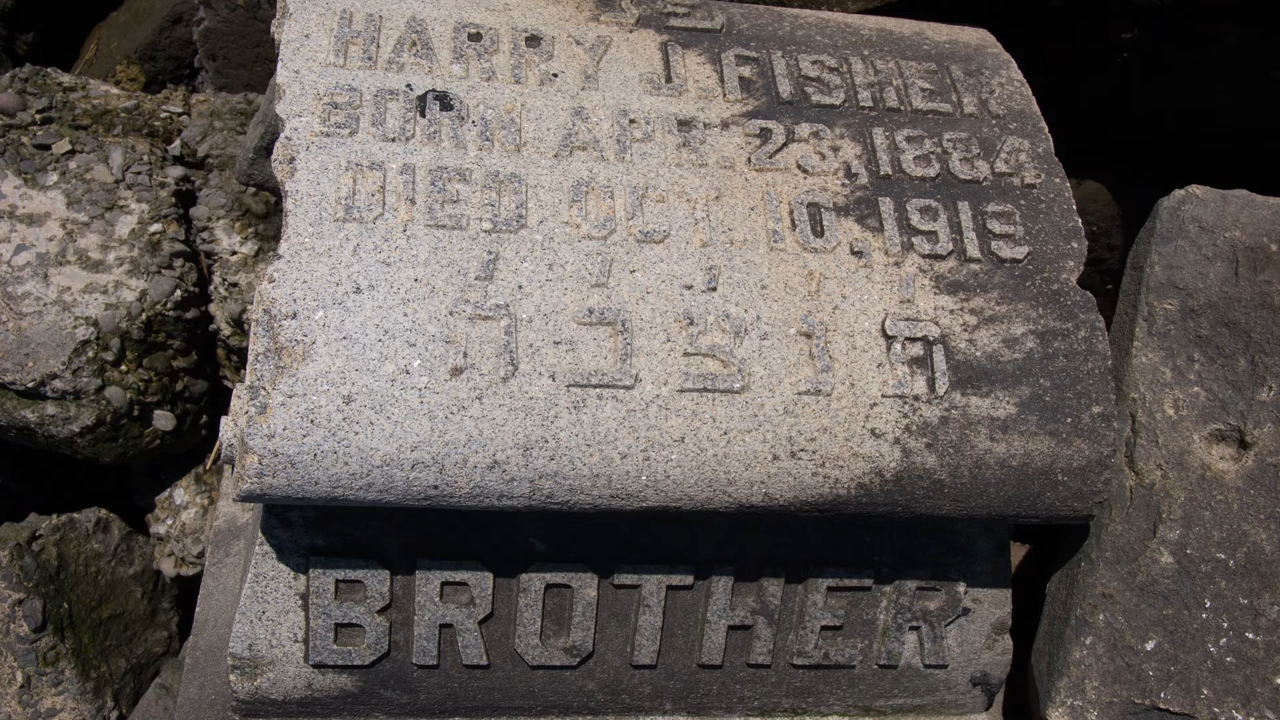 HARRY J. FISHER
BORN APR. 23, 1884
DIED OCT. 10, 1919
ת' נ' צ' ב' ה'
BROTHER